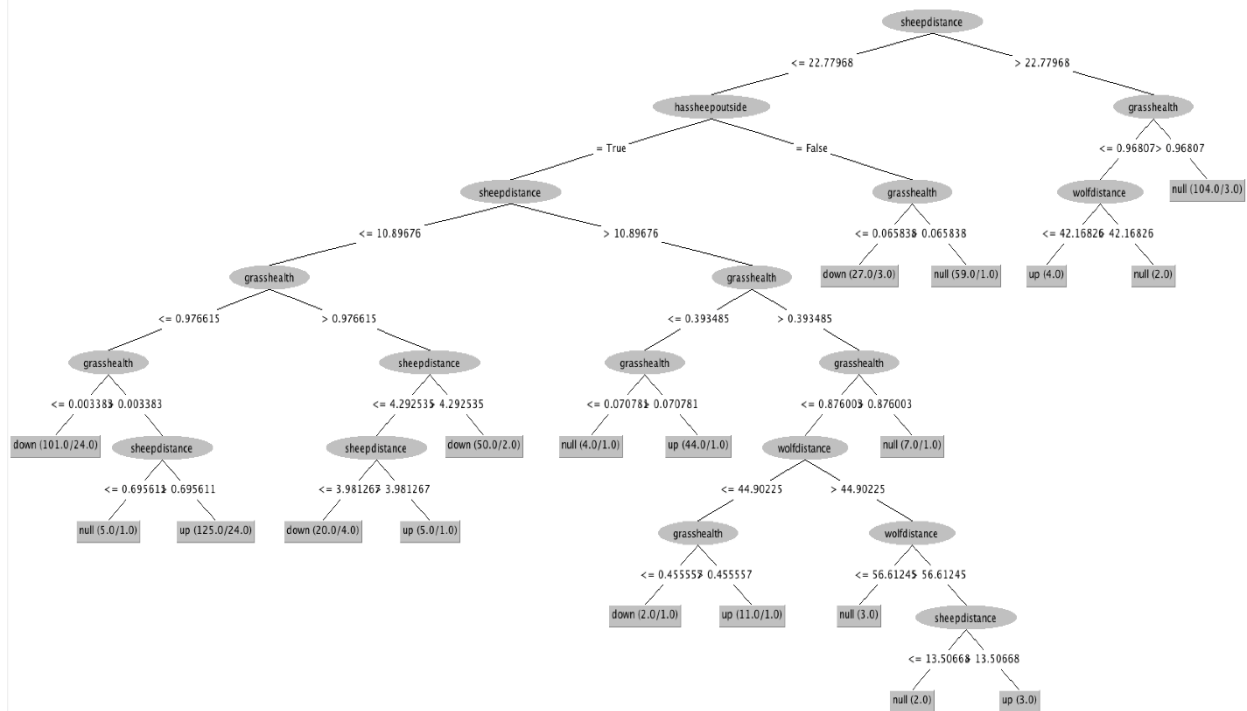 sheepdistance
<= 22.77968 > 22.77968
hassheepoutside grasshealth
= True = False <= 0.96807 > 0.96807
sheepdistance grasshealth wolfdistance null (104.0/3.0)
<= 10.89676 > 10.89676 <= 0.065838 > 0.065838 <= 42.16826 > 42.16826
grasshealth grasshealth down (27.0/3.0) null (59.0/1.0) up (4.0) null (2.0)
<= 0.976615 > 0.976615 <= 0.393485 > 0.393485
grasshealth sheepdistance grasshealth grasshealth
<= 0.003383 > 0.003383 <= 4.292535 > 4.292535 <= 0.070781 > 0.070781 <= 0.876003 > 0.876003
down (101.0/24.0) sheepdistance sheepdistance down (50.0/2.0) null (4.0/1.0) up (44.0/1.0) wolfdistance null (7.0/1.0)
<= 0.695611 > 0.695611 <= 3.981267 > 3.981267 <= 44.90225 > 44.90225
null (5.0/1.0) up (125.0/24.0) down (20.0/4.0) up (5.0/1.0) grasshealth wolfdistance
<= 0.455557 > 0.455557 <= 56.61245 > 56.61245
down (2.0/1.0) up (11.0/1.0) null (3.0) sheepdistance
<= 13.50668 > 13.50668
null (2.0) up (3.0)